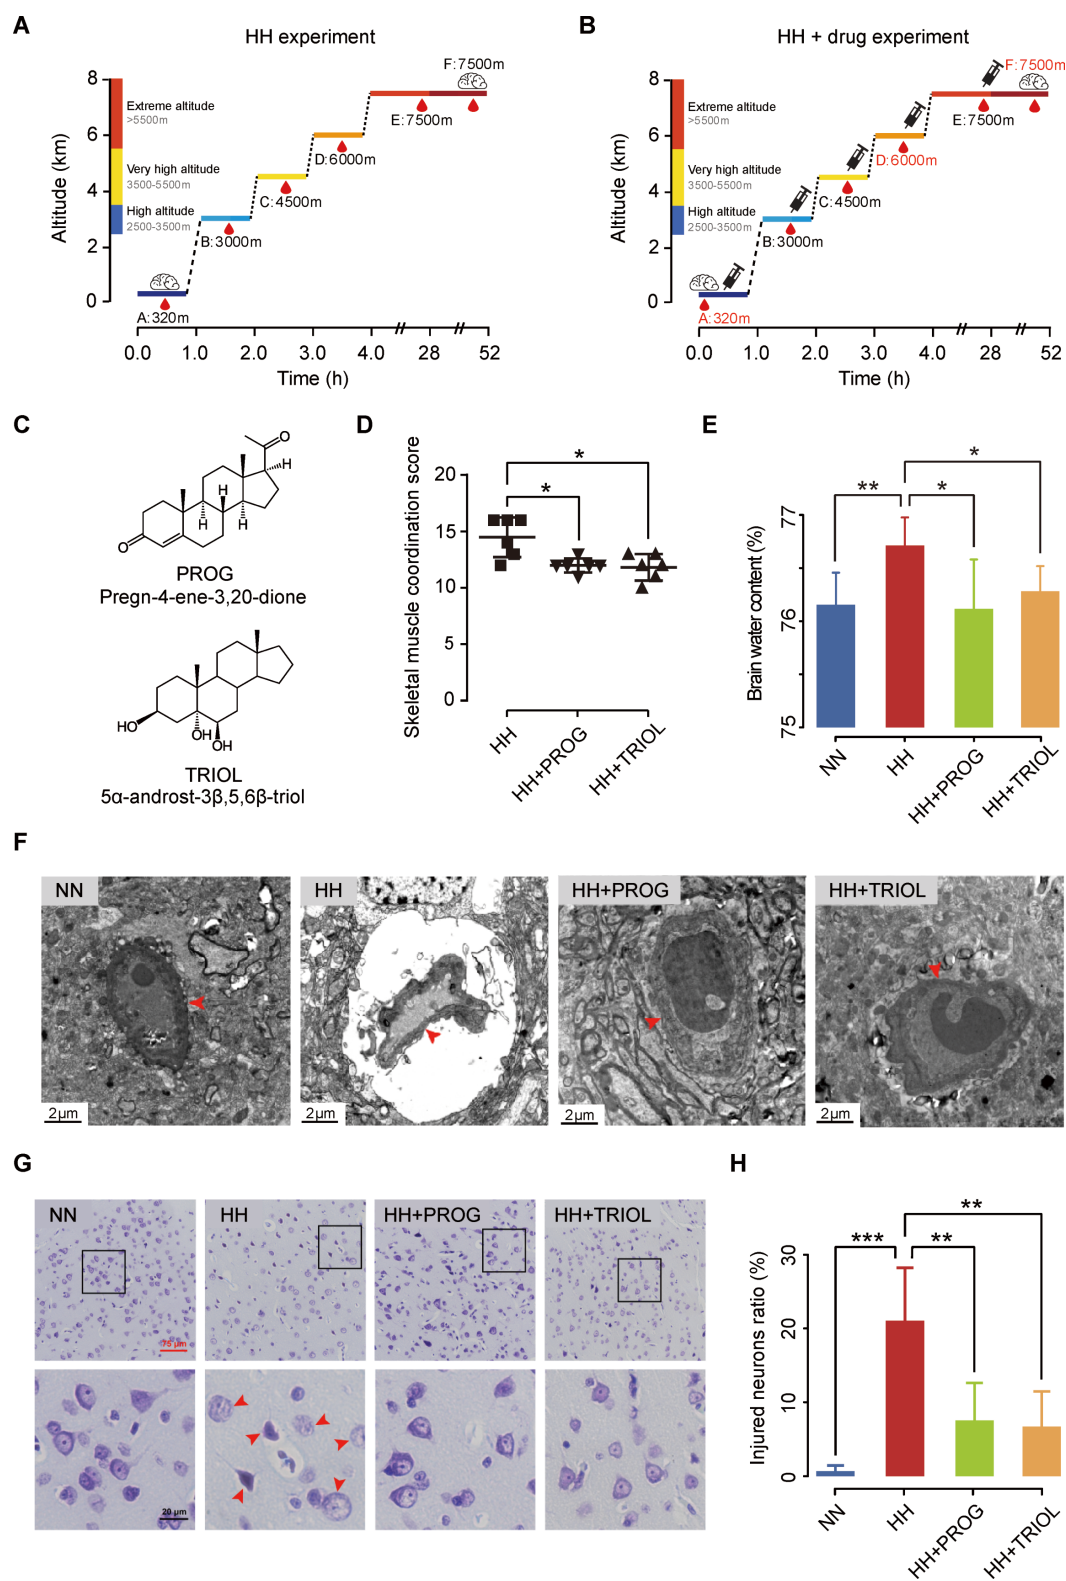 A
HH experiment
Altitude (km)
8
6
4
2
0
Extreme altitude
>5500m
Very high altitude
3500-5500m
High altitude
2500-3500m
F:7500m
E:7500m
D:6000m
C:4500m
B:3000m
A:320m
0.0 1.0 2.0 3.0 4.0 28 52
Time (h)
B
HH + drug experiment
Altitude (km)
8
6
4
2
0
Extreme altitude
>5500m
Very high altitude
3500-5500m
High altitude
2500-3500m
F:7500m
E:7500m
D:6000m
C:4500m
B:3000m
A:320m
0.0 1.0 2.0 3.0 4.0 28 52
Time (h)
C
O
H
H
H
H
O
PROG
Pregn-4-ene-3,20-dione
HO
OH
OH
TRIOL
5α-androst-3β,5,6β-triol
D
Skeletal muscle coordination score
20
15
10
5
0
*
*
HH
HH+PROG
HH+TRIOL
E
Brain water content (%)
77
76
75
*
** *
NN
HH
HH+PROG
HH+TRIOL
F
NN
2μm
HH
2μm
HH+PROG
2μm
HH+TRIOL
2μm
G
NN
HH
HH+PROG
HH+TRIOL
75 μm
20 μm
H
Injured neurons ratio (%)
30
20
10
0
**
*** **
NN
HH
HH+PROG
HH+TRIOL